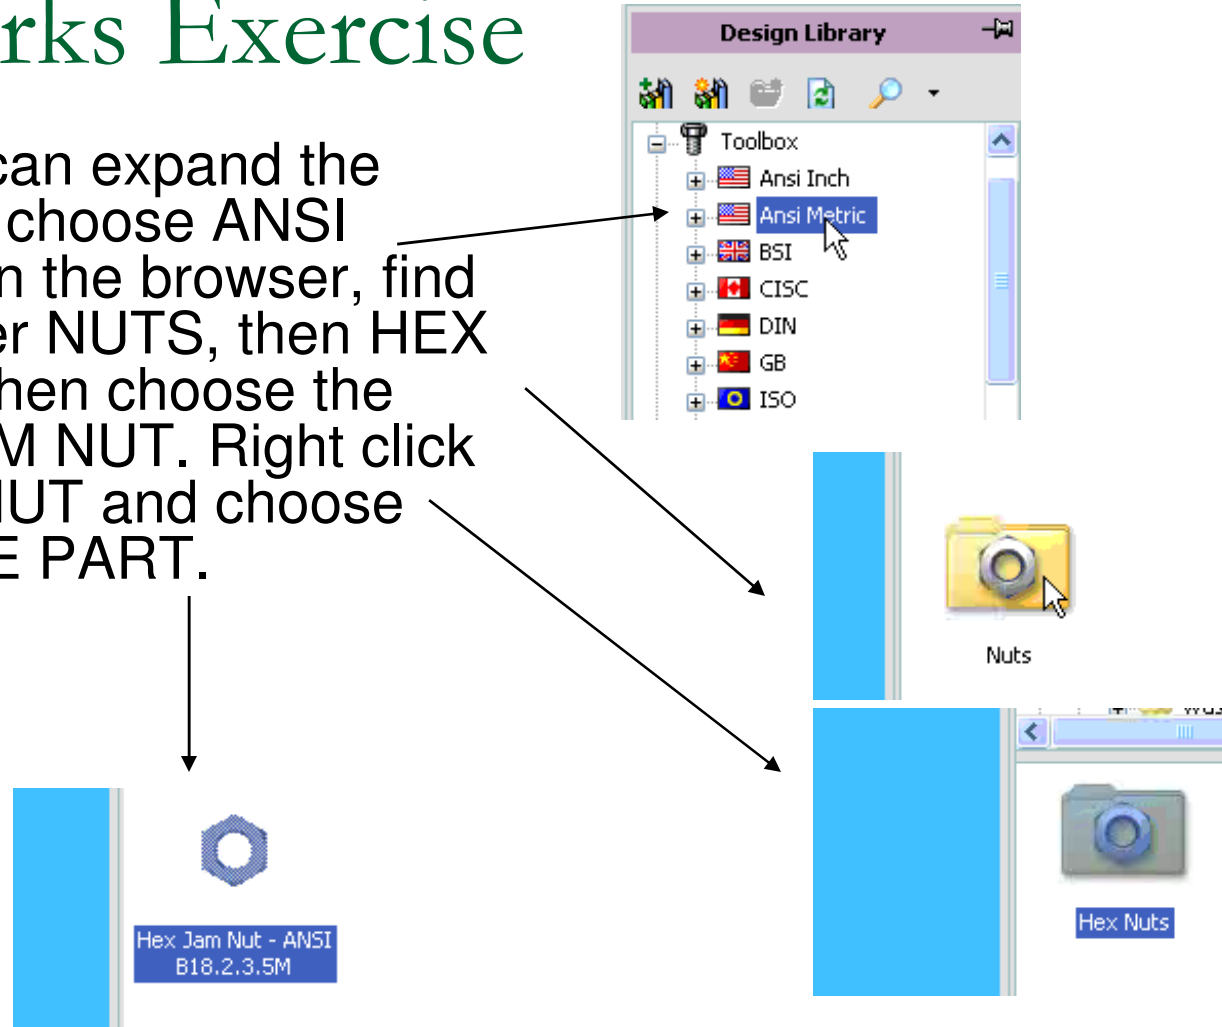 rks Exercise
can expand the
choose ANSI
n the browser, find
er NUTS, then HEX
hen choose the
M NUT. Right click
NUT and choose
E PART.
Design Library
Toolbox
Ansi Inch
Ansi Metric
BSI
CISC
DIN
GB
ISO
Nuts
Hex Nuts
Hex Jam Nut - ANSI
B18.2.3.5M